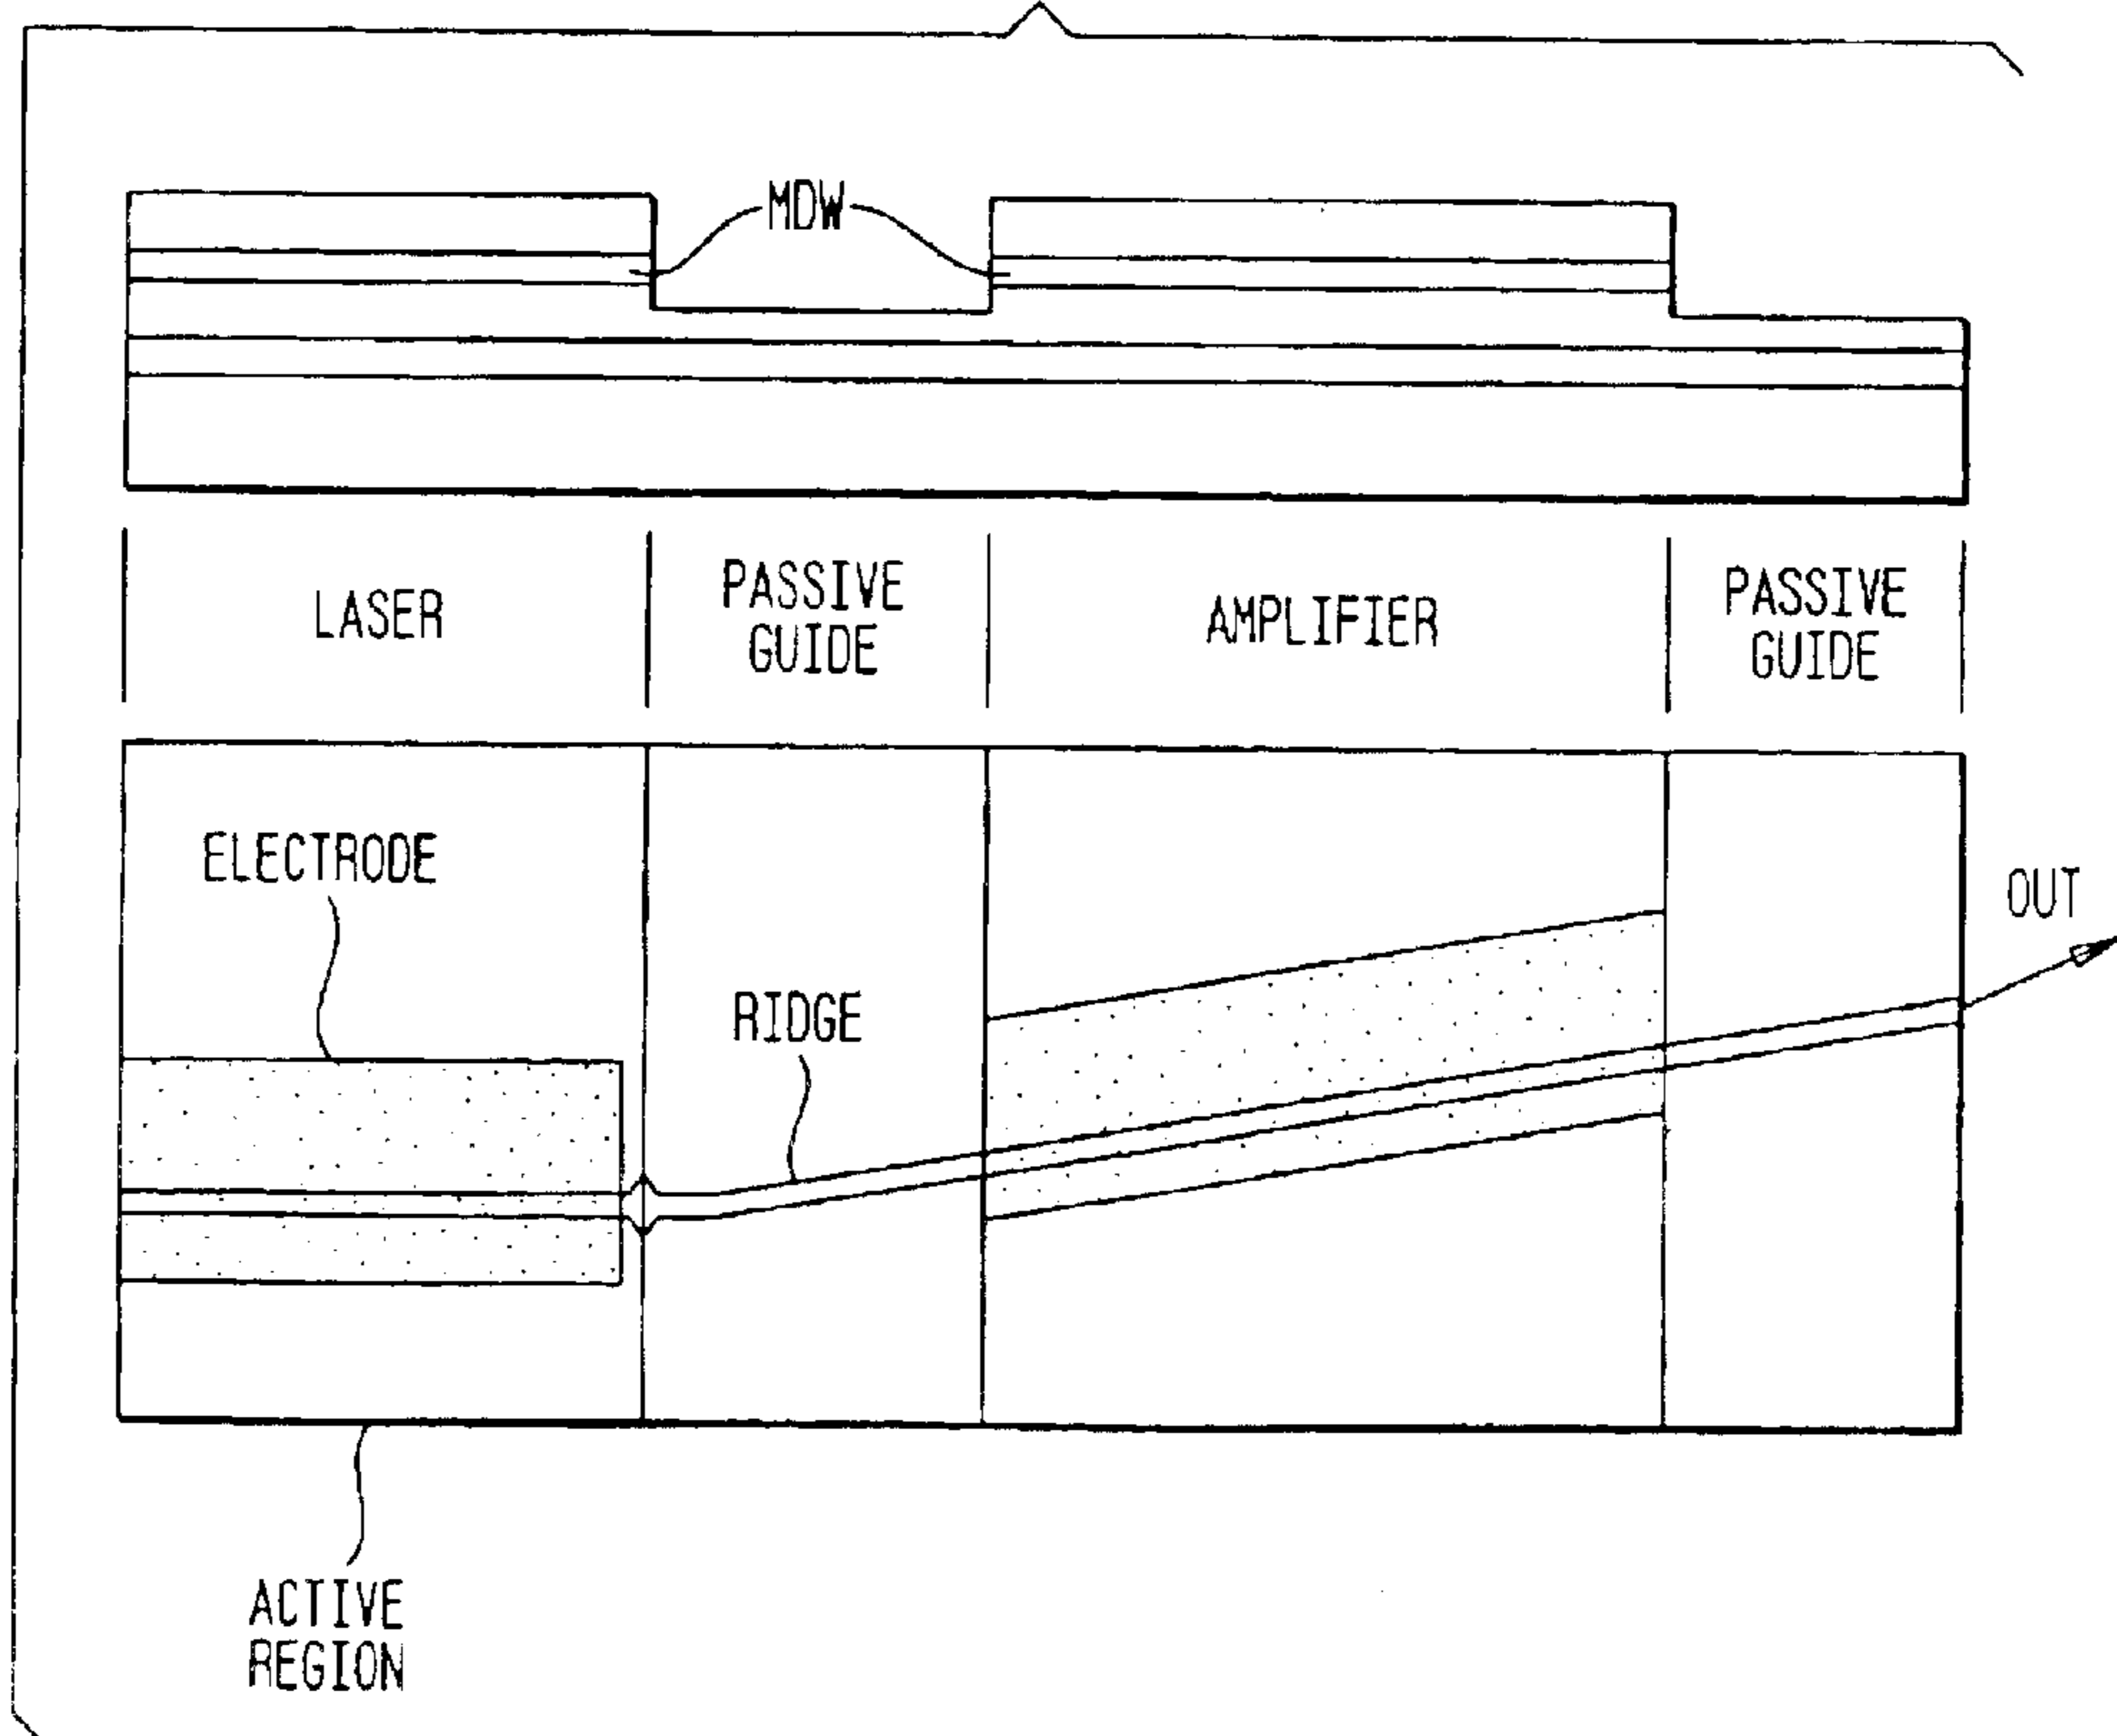 MDW
LASER
PASSIVE
GUIDE
AMPLIFIER
PASSIVE
GUIDE
ELECTRODE
OUT
RIDGE
ACTIVE
REGION